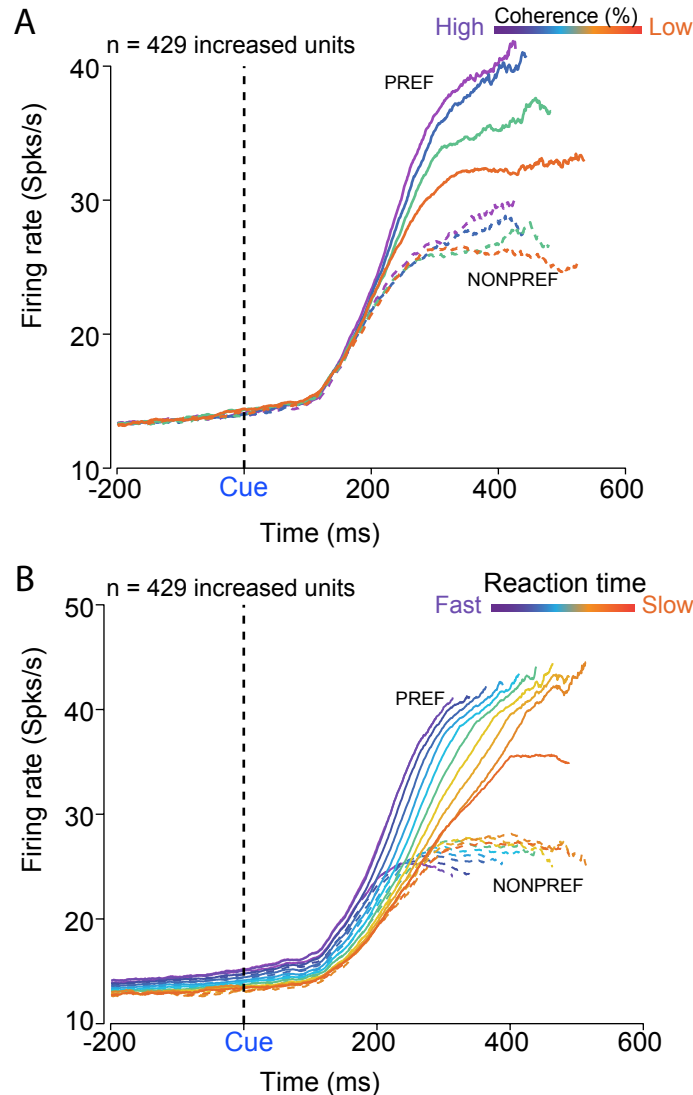 A
n = 429 increased units
High Coherence (%) Low
Firing rate (Spks/s)
40
30
20
10
PREF
NONPREF
-200 Cue 200 400 600
Time (ms)
B
n = 429 increased units
Reaction time
Fast Slow
Firing rate (Spks/s)
50
40
30
20
10
PREF
NONPREF
-200 Cue 200 400 600
Time (ms)